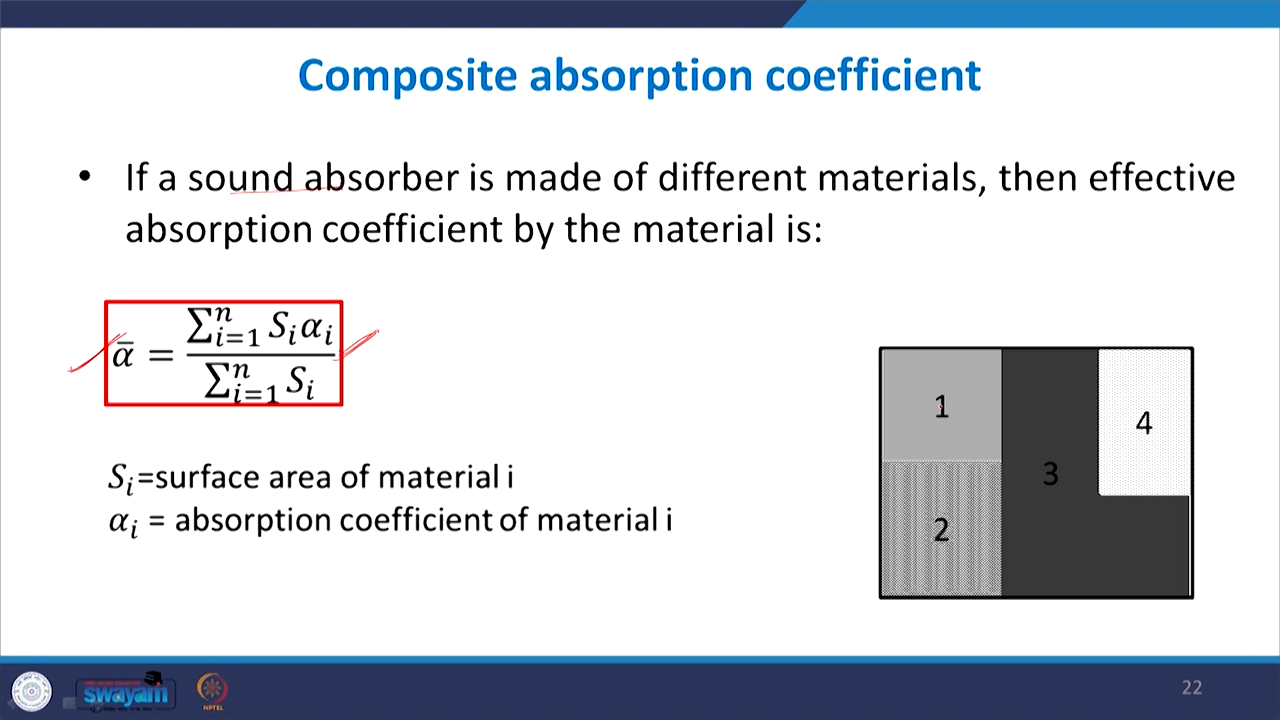 Composite absorption coefficient
• If a sound absorber is made of different materials, then effective
absorption coefficient by the material is:
ᾱ = ∑ⁿᵢ₌₁ Sᵢαᵢ / ∑ⁿᵢ₌₁ Sᵢ
Sᵢ=surface area of material i
αᵢ = absorption coefficient of material i
1
2
3
4
swayam
NPTEL
22